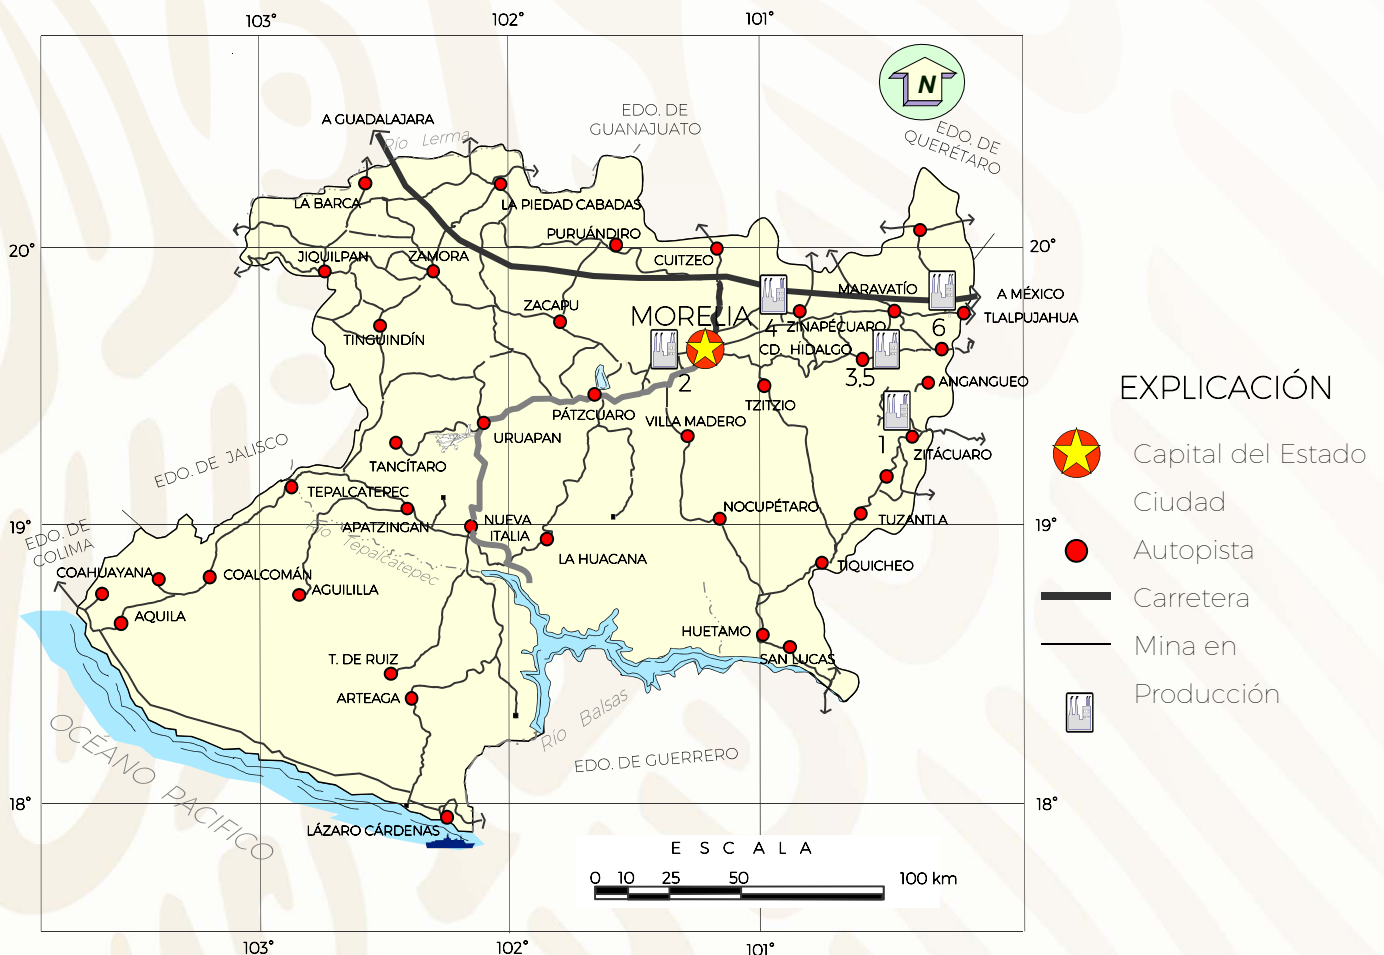 103°
102°
101°
N
A GUADALAJARA
Río Lerma
EDO. DE
GUANAJUATO
EDO. DE
QUERÉTARO
LA BARCA
LA PIEDAD CABADAS
PURUÁNDIRO
CUITZEO
20°
20°
JIQUILPAN
ZAMORA
MARAVATÍO
A MÉXICO
TLALPUJAHUA
ZACAPU
MORELIA
4
ZINAPÉCUARO
6
TINGUINDÍN
CD. HIDALGO
2
3,5
ANGANGUEO
EXPLICACIÓN
PÁTZCUARO
TZITZIO
VILLA MADERO
URUAPAN
1
ZITÁCUARO
Capital del Estado
EDO. DE JALISCO
TANCÍTARO
TEPALCATEPEC
Ciudad
APATZINGAN
NUEVA
ITALIA
NOCUPÉTARO
TUZANTLA
19°
19°
EDO. DE
COLIMA
Río Tepalcatepec
LA HUACANA
TIQUICHEO
Autopista
COAHUAYANA
COALCOMÁN
AGUILILLA
Carretera
AQUILA
HUETAMO
Mina en
T. DE RUIZ
SAN LUCAS
ARTEAGA
Producción
Río Balsas
OCÉANO PACIFICO
EDO. DE GUERRERO
18°
18°
LÁZARO CÁRDENAS
ESCALA
0 10 25 50 100 km
103°
102°
101°